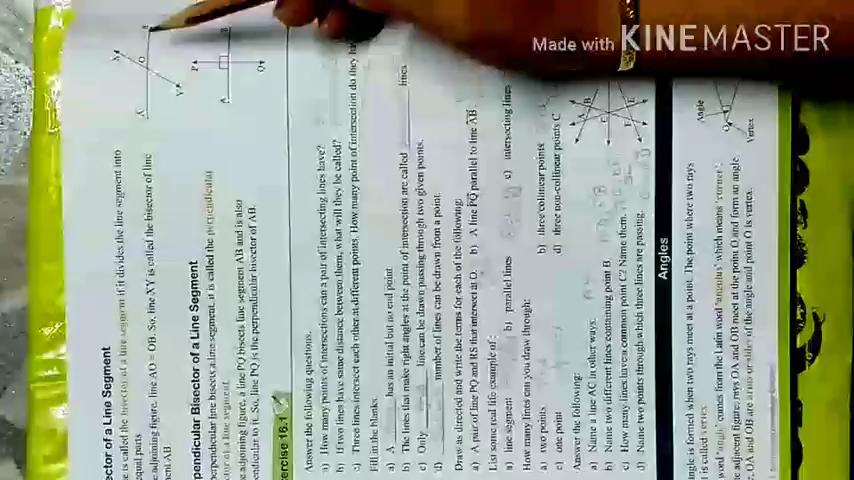 Made with KINEMASTER
ector of a Line Segment
e is called the bisector of a line segment if it divides the line segment into
equal parts
e adjoining figure, line AO = OB. So, line XY is called the bisector of line
ment AB
X
O
A
Y
pendicular Bisector of a Line Segment
perpendicular line bisects a line segment, it is called the perpendicular
tor of a line segment.
e adjoining figure, a line PQ bisects line segment AB and is also
endicular to it. So, line PQ is the perpendicular bisector of AB.
P
B
A
Q
ercise 16.1
Answer the following questions.
a) How many points of intersections can a pair of intersecting lines have?
b) If two lines have same distance between them, what will they be called?
c) Three lines intersect each other at different points. How many point of intersection do they ha
Fill in the blanks.
a) A has an initial but no end point.
b) The lines that make right angles at the point of intersection are called lines
c) Only line can be drawn passing through two given points.
d) number of lines can be drawn from a point.
Draw as directed and write the terms for each of the following:
a) A pair of line PQ and RS that intersect at O. b) A line PQ parallel to line AB
List some real life example of:
a) line segment b) parallel lines c) intersecting lines
How many lines can you draw through:
a) two points b) three collinear points
c) one point d) three non-collinear points C
Answer the following:
a) Name a line AC in other ways.
b) Name two different lines containing point B.
c) How many lines have a common point C? Name them.
d) Name two points through which three lines are passing.
A
B
C
E
F
Angles
angle is formed when two rays meet at a point. The point where two rays
t is called vertex
word 'angle' comes from the Latin word 'angulus' which means 'corner'.
e adjacent figure, rays OA and OB meet at the point O and form an angle
. OA and OB are arms or sides of the angle and point O is vertex.
Angle
O
Vertex